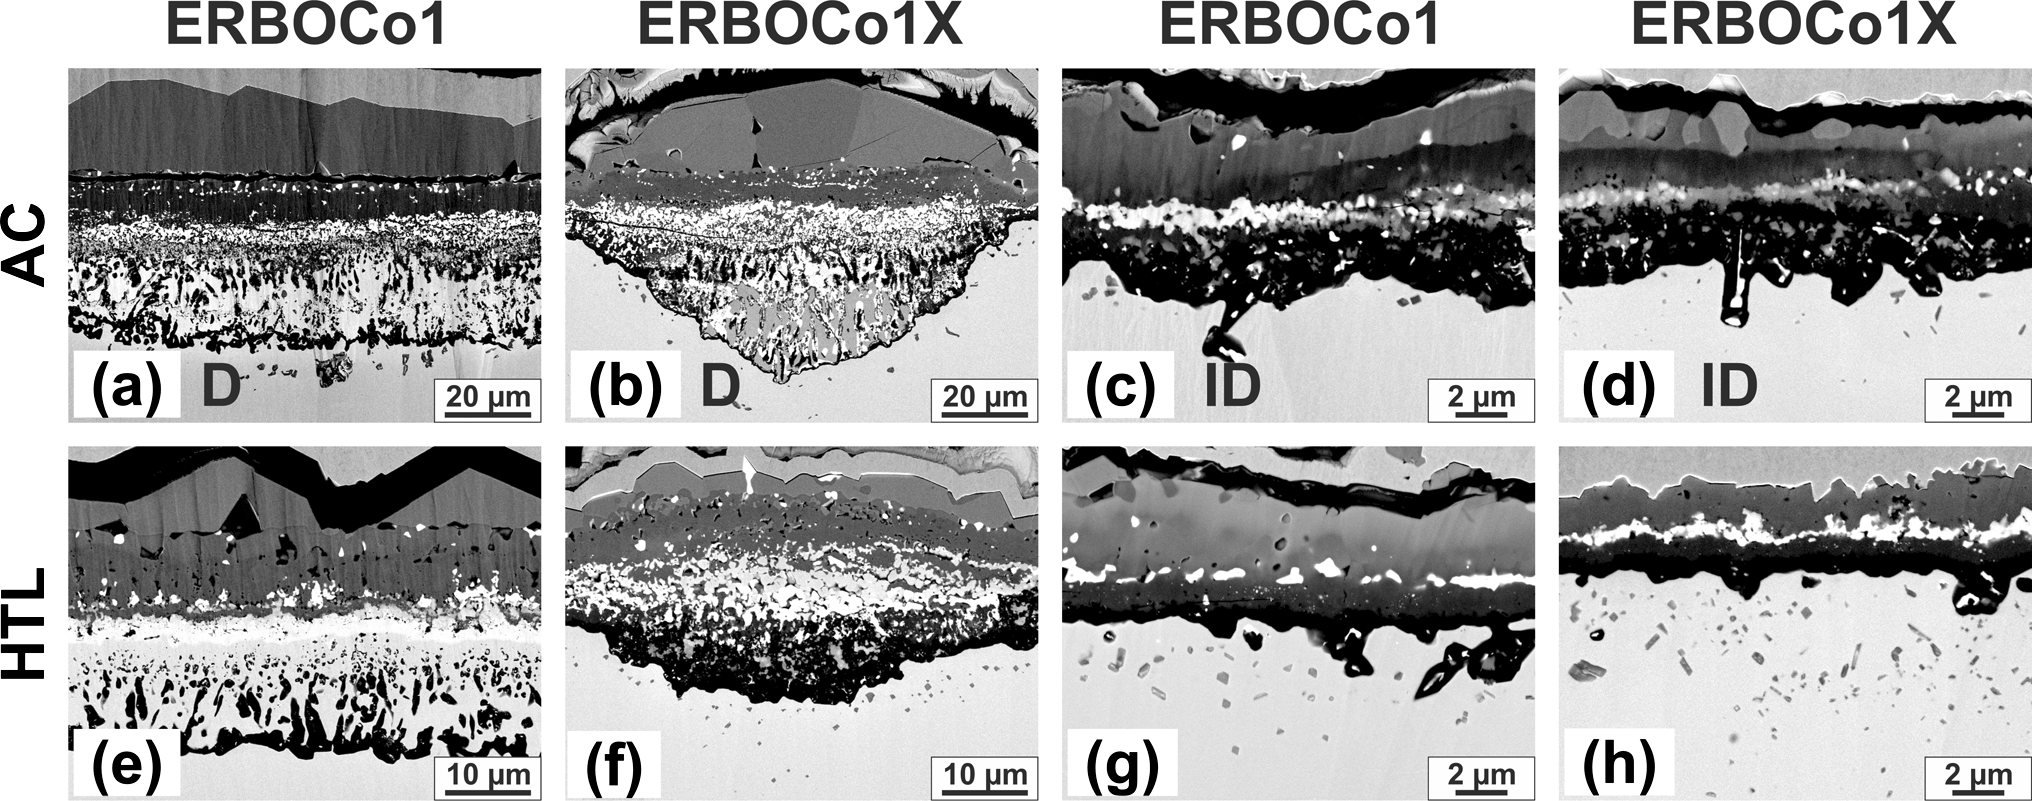 ERBOCo1 ERBOCo1X ERBOCo1 ERBOCo1X
AC
(a) D 20 µm
(b) D 20 µm
(c) ID 2 µm
(d) ID 2 µm
HTL
(e) 10 µm
(f) 10 µm
(g) 2 µm
(h) 2 µm